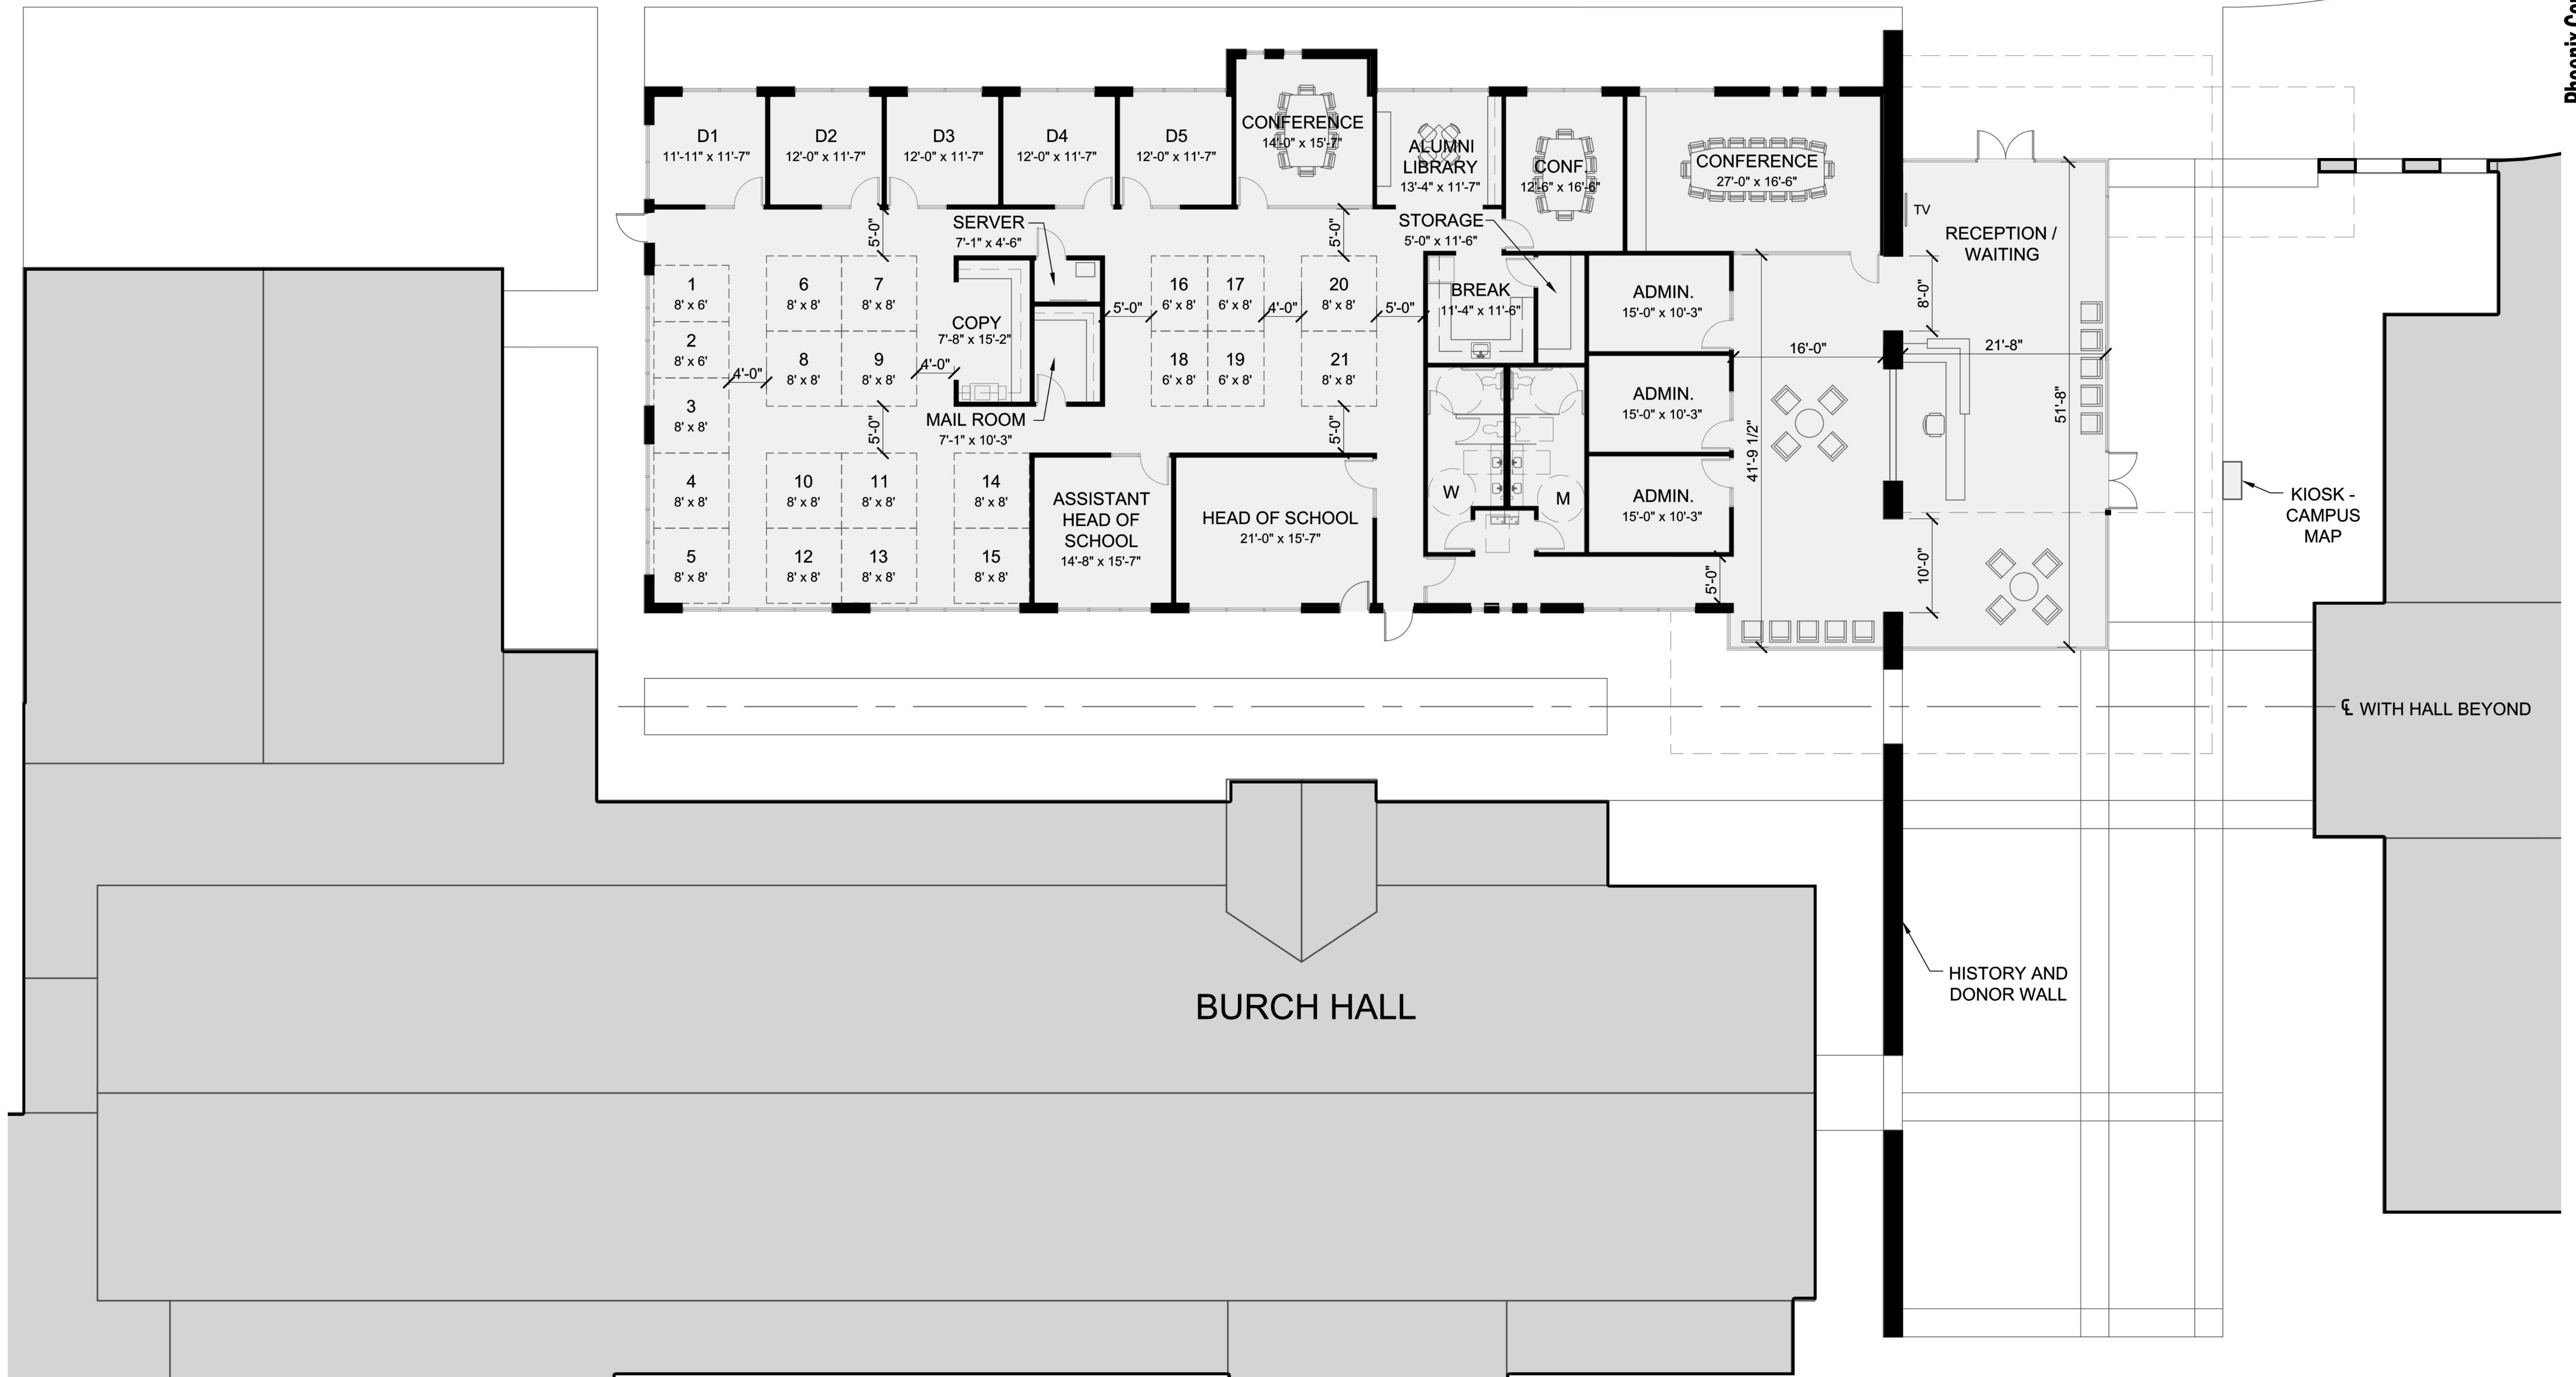 D1
11'-11" x 11'-7"
D2
12'-0" x 11'-7"
D3
12'-0" x 11'-7"
D4
12'-0" x 11'-7"
D5
12'-0" x 11'-7"
CONFERENCE
14'-0" x 15'-7"
ALUMNI
LIBRARY
13'-4" x 11'-7"
CONF.
12'-6" x 16'-6"
CONFERENCE
27'-0" x 16'-6"
TV
RECEPTION /
WAITING
SERVER
7'-1" x 4'-6"
STORAGE
5'-0" x 11'-6"
5'-0"
5'-0"
1
8' x 6'
2
8' x 6'
3
8' x 8'
4
8' x 8'
5
8' x 8'
4'-0"
6
8' x 8'
7
8' x 8'
8
8' x 8'
9
8' x 8'
4'-0"
5'-0"
10
8' x 8'
11
8' x 8'
12
8' x 8'
13
8' x 8'
14
8' x 8'
15
8' x 8'
COPY
7'-8" x 15'-2"
MAIL ROOM
7'-1" x 10'-3"
5'-0"
16
6' x 8'
17
6' x 8'
18
6' x 8'
19
6' x 8'
4'-0"
20
8' x 8'
21
8' x 8'
5'-0"
5'-0"
ASSISTANT
HEAD OF
SCHOOL
14'-8" x 15'-7"
HEAD OF SCHOOL
21'-0" x 15'-7"
BREAK
11'-4" x 11'-6"
W
M
ADMIN.
15'-0" x 10'-3"
ADMIN.
15'-0" x 10'-3"
ADMIN.
15'-0" x 10'-3"
5'-0"
16'-0"
41'-9 1/2"
8'-0"
21'-8"
51'-8"
10'-0"
KIOSK -
CAMPUS
MAP
℄ WITH HALL BEYOND
HISTORY AND
DONOR WALL
BURCH HALL
Phoenix